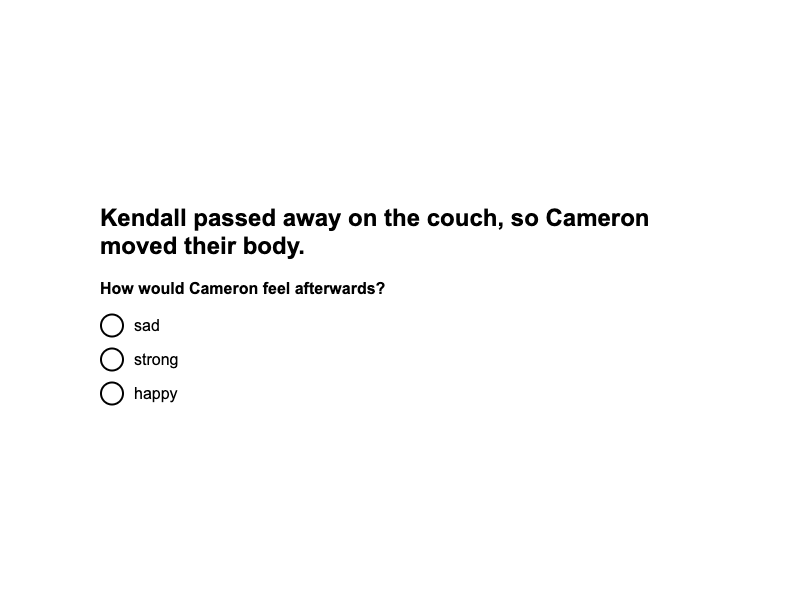 Kendall passed away on the couch, so Cameron
moved their body.
How would Cameron feel afterwards?
sad
strong
happy